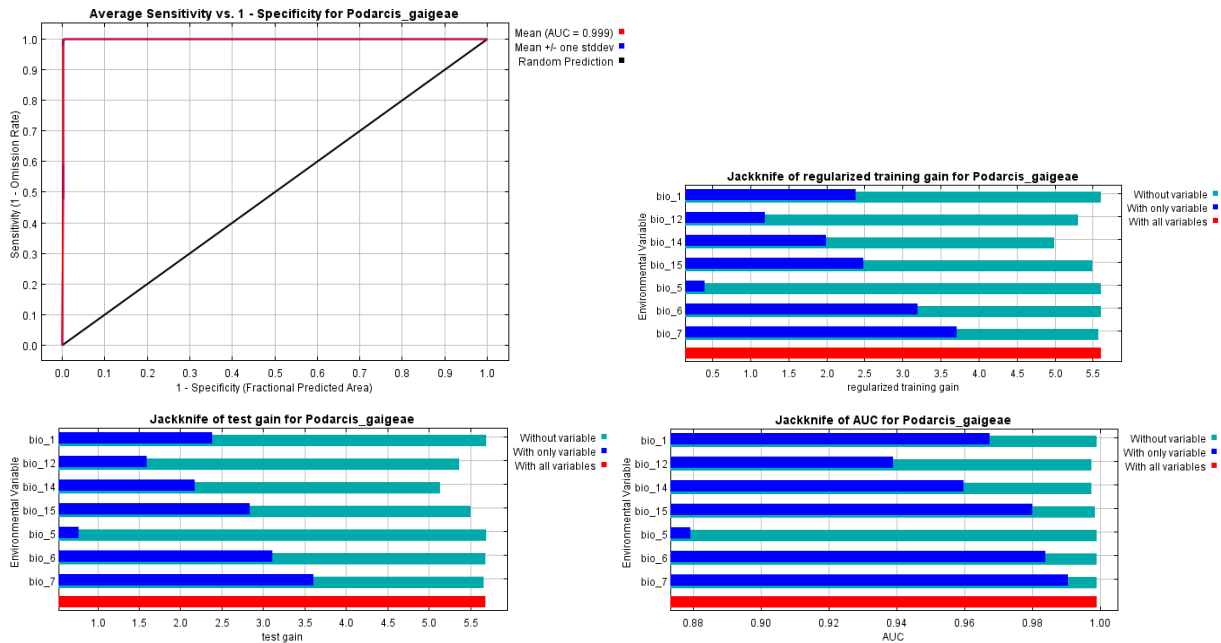 Average Sensitivity vs. 1 - Specificity for Podarcis_gaigeae
Mean (AUC = 0.999)
Mean +/- one stddev
Random Prediction
Sensitivity (1 - Omission Rate)
1.0
0.9
0.8
0.7
0.6
0.5
0.4
0.3
0.2
0.1
0.0
0.0 0.1 0.2 0.3 0.4 0.5 0.6 0.7 0.8 0.9 1.0
1 - Specificity (Fractional Predicted Area)
Jackknife of regularized training gain for Podarcis_gaigeae
Without variable
With only variable
With all variables
Environmental Variable
bio_1
bio_12
bio_14
bio_15
bio_5
bio_6
bio_7
0.5 1.0 1.5 2.0 2.5 3.0 3.5 4.0 4.5 5.0 5.5
regularized training gain
Jackknife of test gain for Podarcis_gaigeae
Without variable
With only variable
With all variables
Environmental Variable
bio_1
bio_12
bio_14
bio_15
bio_5
bio_6
bio_7
1.0 1.5 2.0 2.5 3.0 3.5 4.0 4.5 5.0 5.5
test gain
Jackknife of AUC for Podarcis_gaigeae
Without variable
With only variable
With all variables
Environmental Variable
bio_1
bio_12
bio_14
bio_15
bio_5
bio_6
bio_7
0.88 0.90 0.92 0.94 0.96 0.98 1.00
AUC